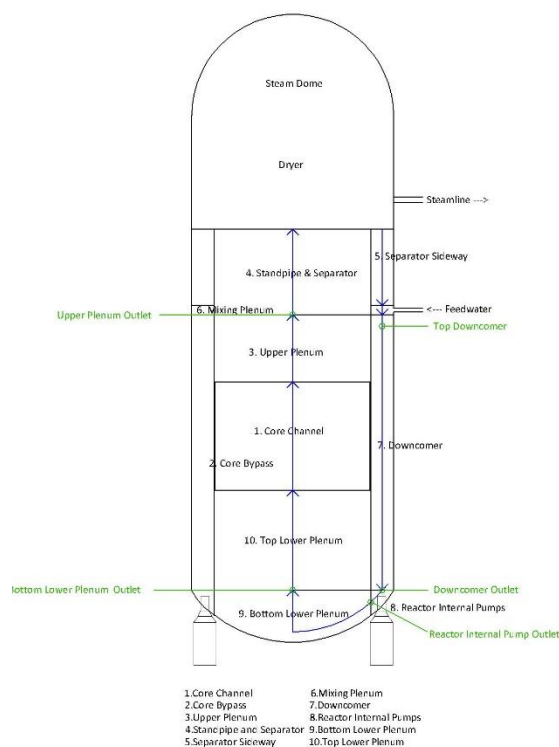 Steam Dome
Dryer
Steamline --->
5. Separator Sideway
4. Standpipe & Separator
6. Mixing Plenum
<--- Feedwater
Upper Plenum Outlet
Top Downcomer
3. Upper Plenum
1. Core Channel
7. Downcomer
2. Core Bypass
10. Top Lower Plenum
Bottom Lower Plenum Outlet
Downcomer Outlet
9. Bottom Lower Plenum
8. Reactor Internal Pumps
Reactor Internal Pump Outlet
1.Core Channel
2.Core Bypass
3.Upper Plenum
4.Standpipe and Separator
5.Separator Sideway
6.Mixing Plenum
7.Downcomer
8.Reactor Internal Pumps
9.Bottom Lower Plenum
10.Top Lower Plenum